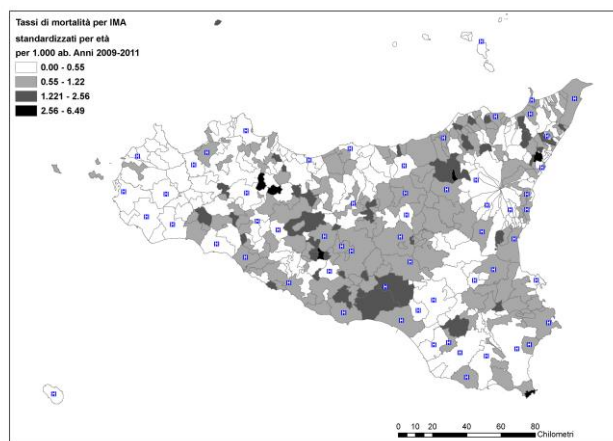 Tassi di mortalità per IMA
standardizzati per età
per 1.000 ab. Anni 2009-2011
0.00 - 0.55
0.55 - 1.22
1.221 - 2.56
2.56 - 6.49
0 10 20 40 60 80
Chilometri